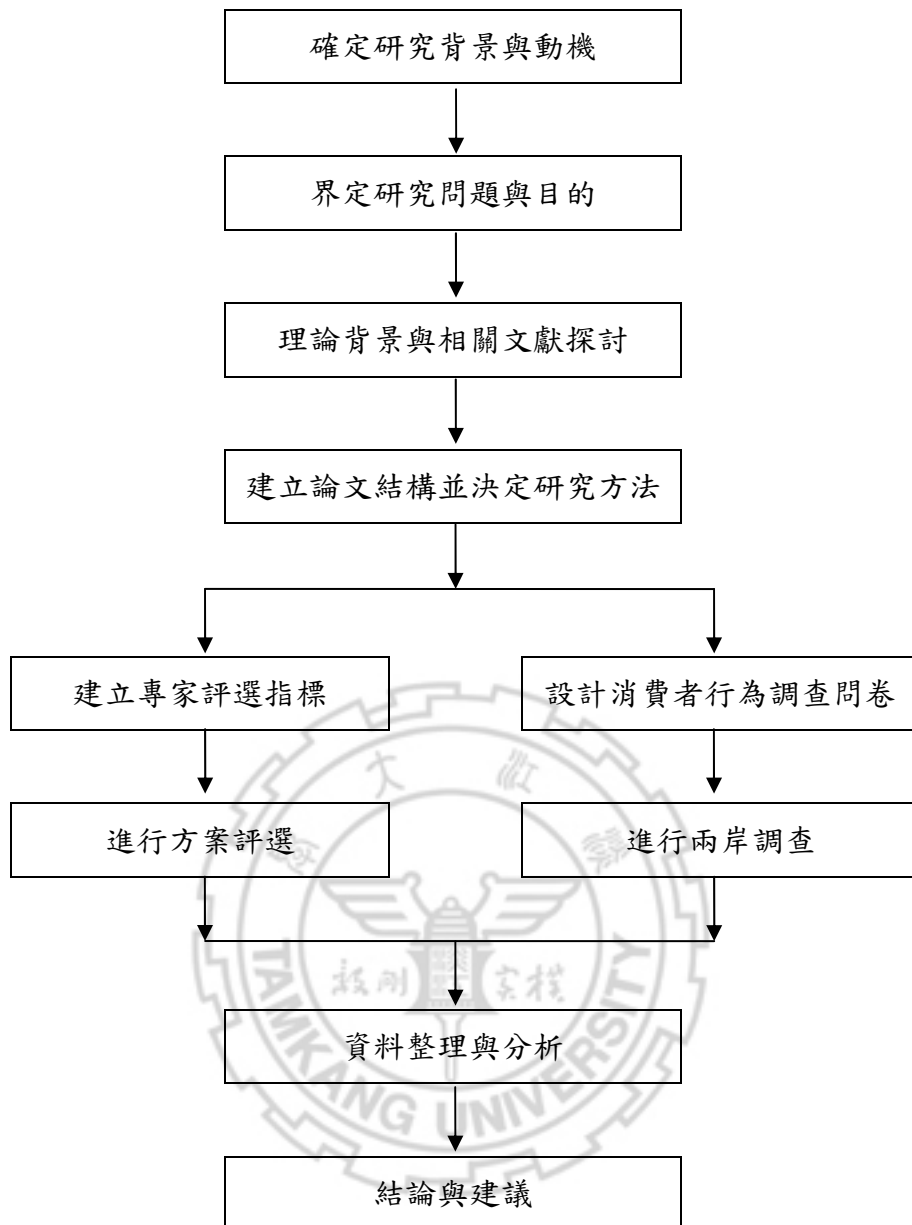 確定研究背景與動機
界定研究問題與目的
理論背景與相關文獻探討
建立論文結構並決定研究方法
建立專家評選指標
設計消費者行為調查問卷
進行方案評選
進行兩岸調查
大
江
TAMKANG UNIVERSITY
資料整理與分析
結論與建議